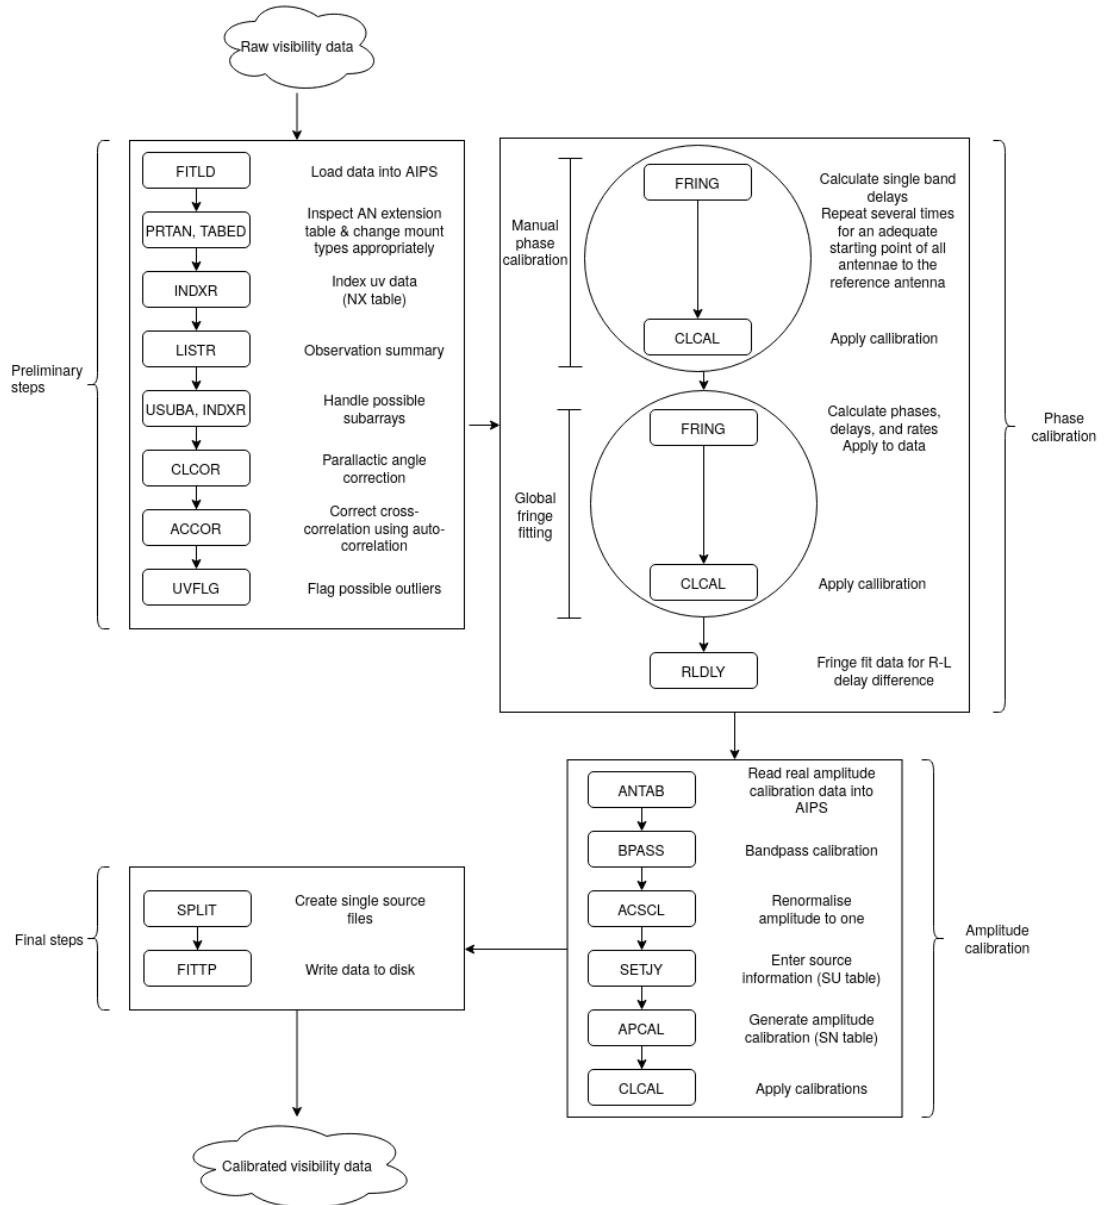 Raw visibility data
Preliminary
steps
FITLD
Load data into AIPS
PRTAN, TABED
Inspect AN extension
table & change mount
types appropriately
INDXR
Index uv data
(NX table)
LISTR
Observation summary
USUBA, INDXR
Handle possible
subarrays
CLCOR
Parallactic angle
correction
ACCOR
Correct cross-
correlation using auto-
correlation
UVFLG
Flag possible outliers
Manual
phase
calibration
FRING
Calculate single band
delays
Repeat several times
for an adequate
starting point of all
antennae to the
reference antenna
CLCAL
Apply callibration
Global
fringe
fitting
FRING
Calculate phases,
delays, and rates
Apply to data
CLCAL
Apply callibration
RLDLY
Fringe fit data for R-L
delay difference
Phase
calibration
ANTAB
Read real amplitude
calibration data into
AIPS
BPASS
Bandpass calibration
ACSCL
Renormalise
amplitude to one
SETJY
Enter source
information (SU table)
APCAL
Generate amplitude
calibration (SN table)
CLCAL
Apply calibrations
Amplitude
calibration
Final steps
SPLIT
Create single source
files
FITTP
Write data to disk
Calibrated visibility data